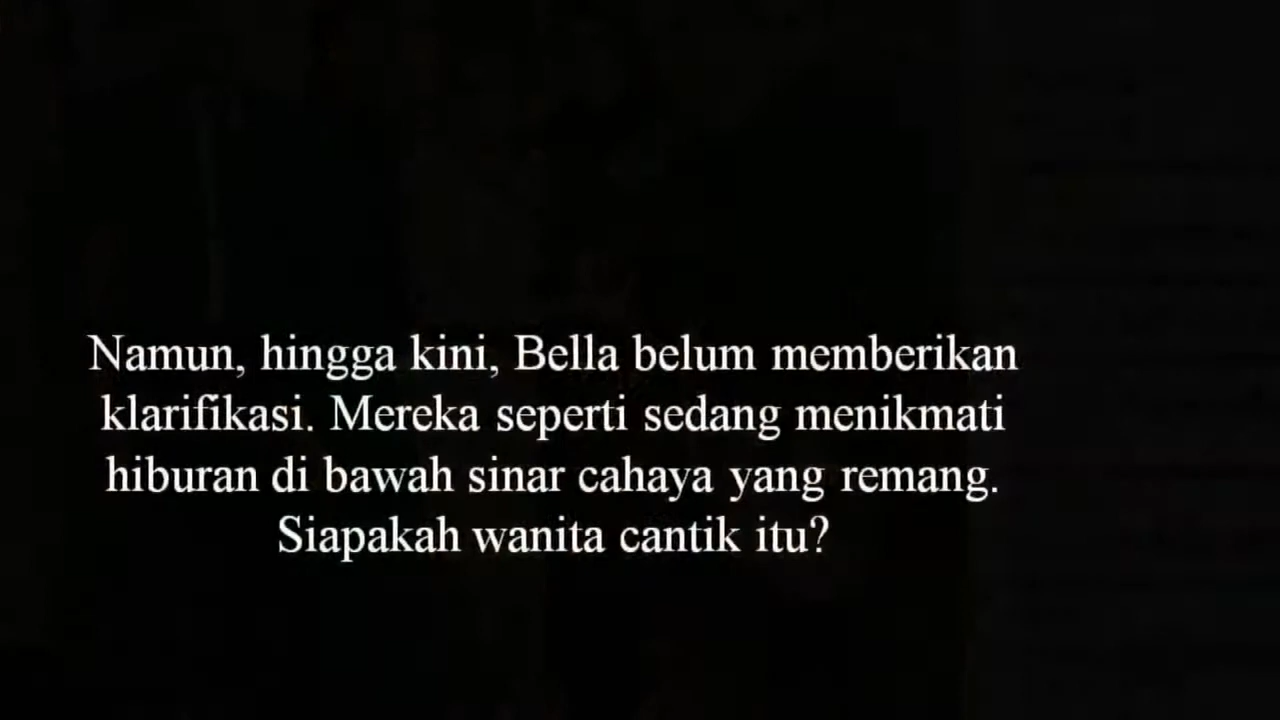 Namun, hingga kini, Bella belum memberikan
klarifikasi. Mereka seperti sedang menikmati
hiburan di bawah sinar cahaya yang remang.
Siapakah wanita cantik itu?